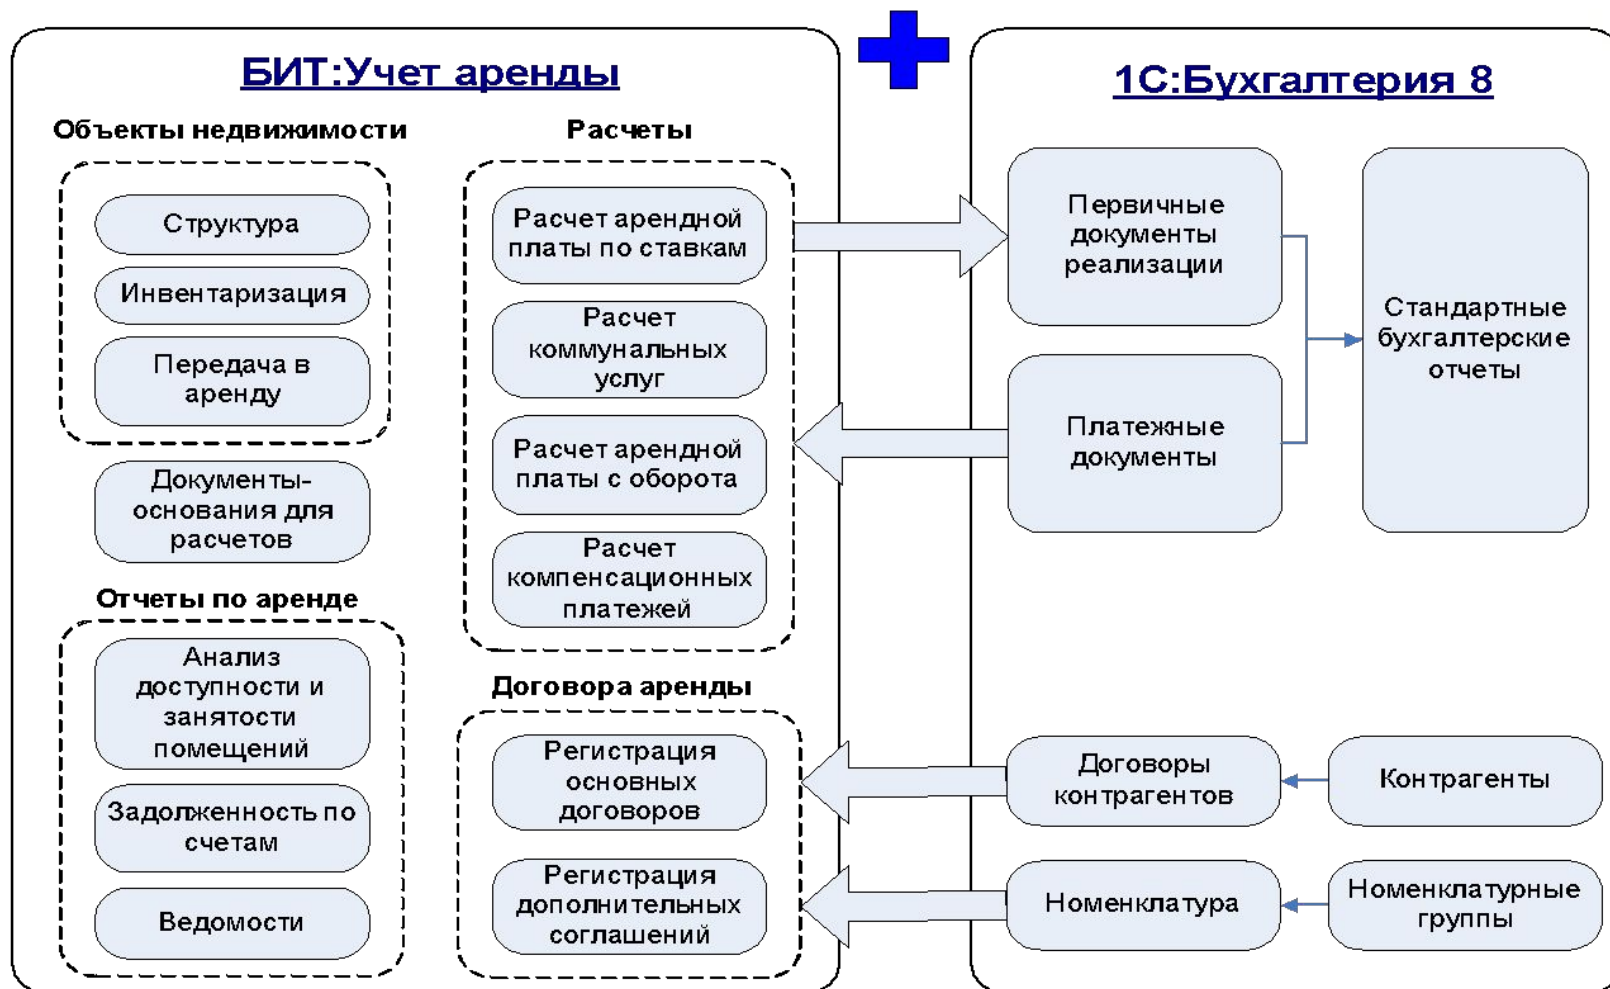 БИТ:Учет аренды
Объекты недвижимости
Структура
Инвентаризация
Передача в
аренду
Документы-
основания для
расчетов
Отчеты по аренде
Анализ
доступности и
занятости
помещений
Задолженность по
счетам
Ведомости
Расчеты
Расчет арендной
платы по ставкам
Расчет
коммунальных
услуг
Расчет арендной
платы с оборота
Расчет
компенсационных
платежей
Договора аренды
Регистрация
основных
договоров
Регистрация
дополнительных
соглашений
1С:Бухгалтерия 8
Первичные
документы
реализации
Платежные
документы
Стандартные
бухгалтерские
отчеты
Договоры
контрагентов
Контрагенты
Номенклатура
Номенклатурные
группы